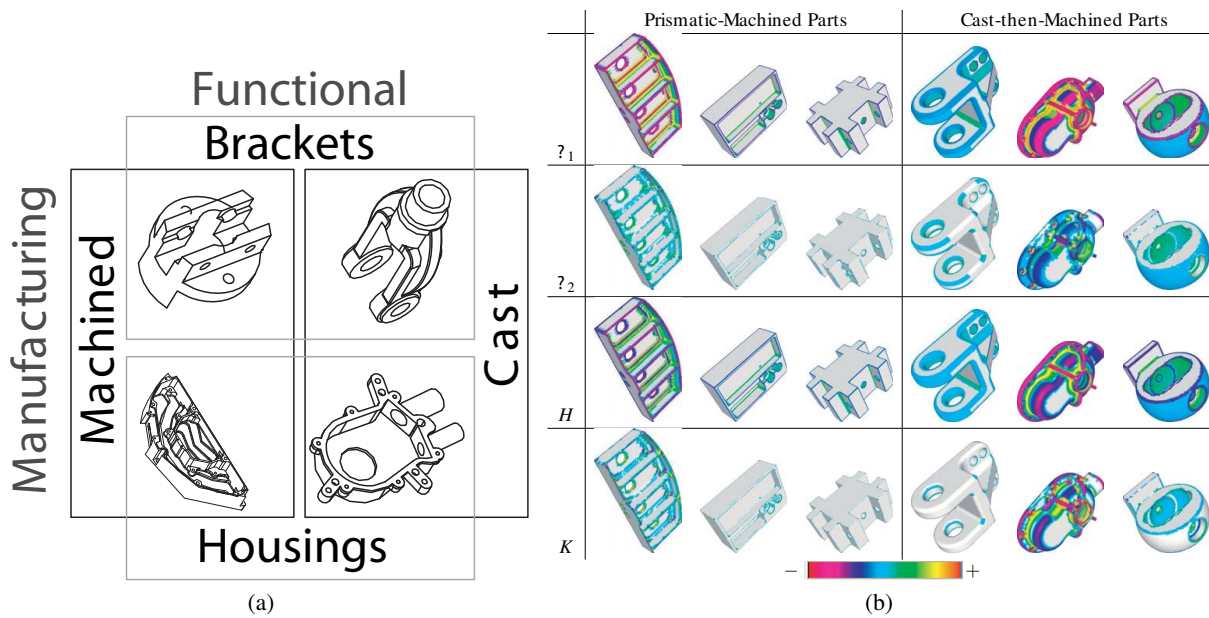 Functional
Brackets
Manufacturing
Machined
Cast
Housings
(a)
Prismatic-Machined Parts
Cast-then-Machined Parts
?1
?2
H
K
− +
(b)